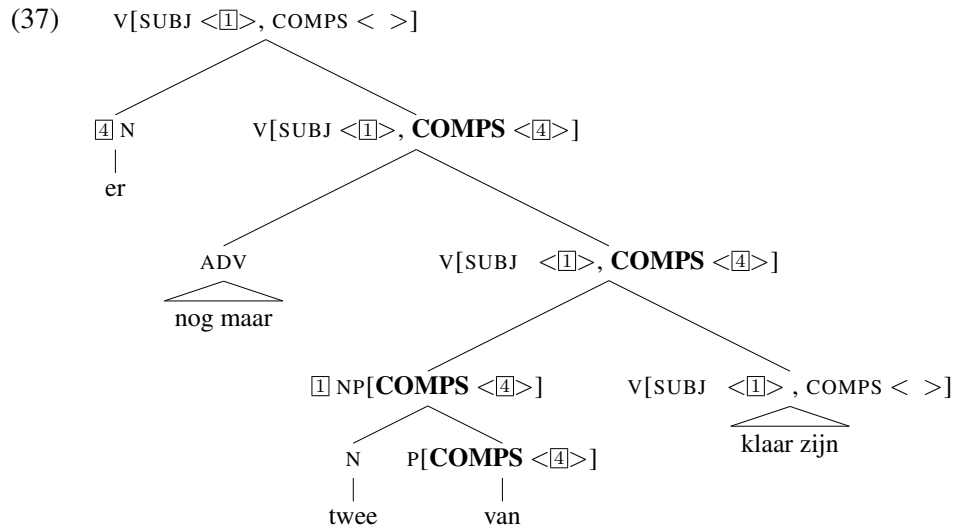 (37) V[SUBJ <1>, COMPS < >]
4 N V[SUBJ <1>, COMPS <4>]
er
ADV V[SUBJ <1>, COMPS <4>]
nog maar
1 NP[COMPS <4>] V[SUBJ <1> , COMPS < >]
klaar zijn
N P[COMPS <4>]
twee van